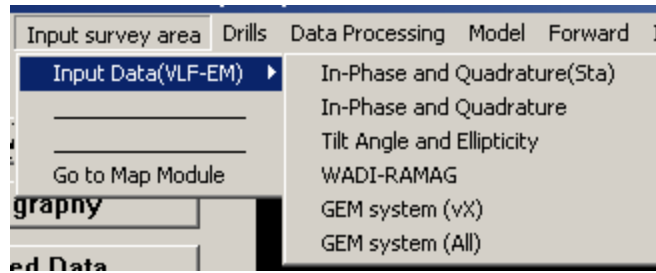 Input survey area Drills Data Processing Model Forward
Input Data(VLF-EM)
Go to Map Module
In-Phase and Quadrature(Sta)
In-Phase and Quadrature
Tilt Angle and Ellipticity
WADI-RAMAG
GEM system (vX)
GEM system (All)
graphy
ed Data